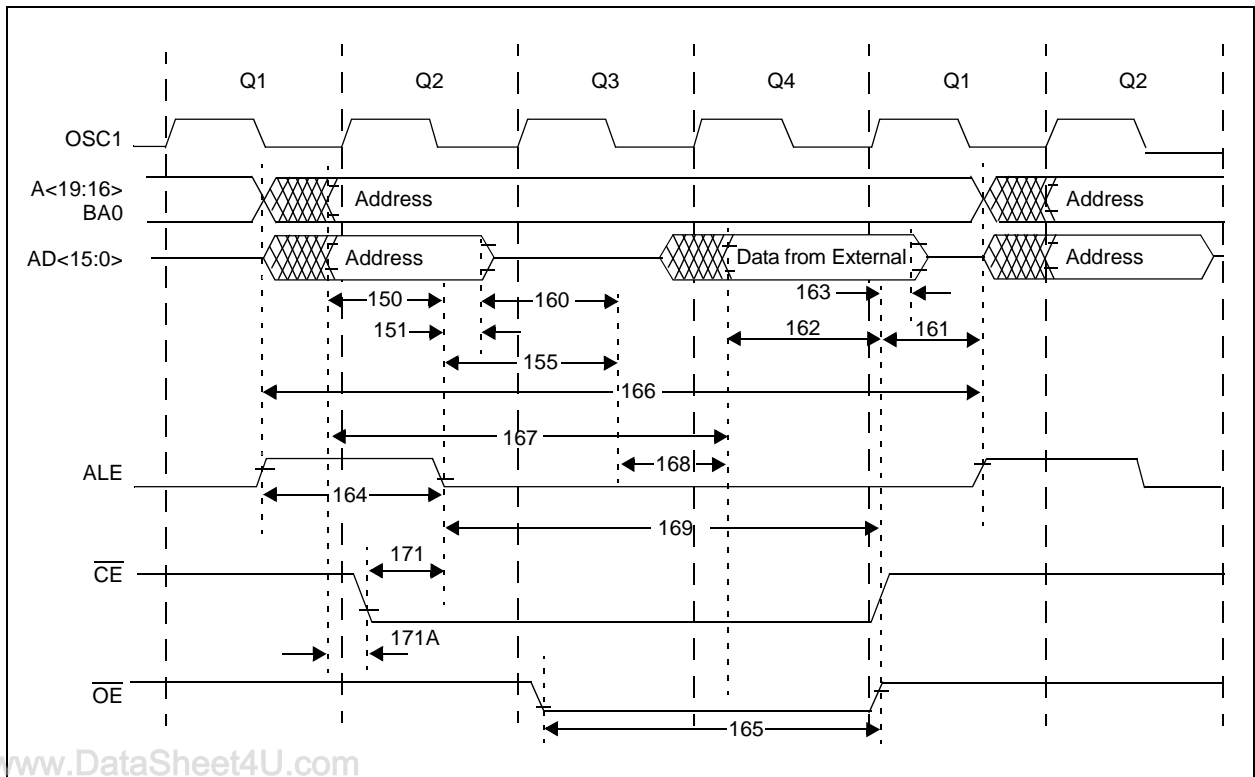 Q1 Q2 Q3 Q4 Q1 Q2
OSC1
A<19:16>
BA0
Address
Address
AD<15:0>
Address
Data from External
Address
150
160
163
151
162
161
155
166
167
168
ALE
164
169
171
CE
171A
OE
165
www.DataSheet4U.com